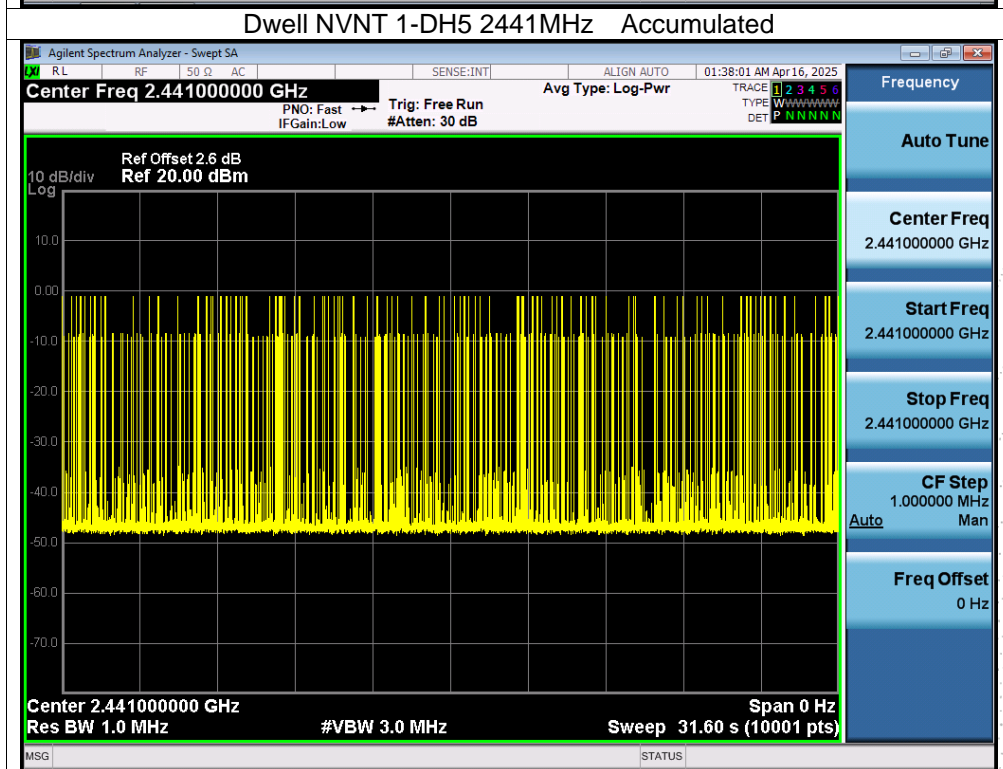 Dwell NVNT 1-DH5 2441MHz Accumulated
Agilent Spectrum Analyzer - Swept SA
LXI RL RF 50 Ω AC SENSE:INT ALIGN AUTO 01:38:01 AM Apr 16, 2025
Center Freq 2.441000000 GHz
PNO: Fast
IFGain:Low
Trig: Free Run
#Atten: 30 dB
Avg Type: Log-Pwr
TRACE 1 2 3 4 5 6
TYPE WWWWWWW
DET P N N N N N
Frequency
Ref Offset 2.6 dB
10 dB/div Ref 20.00 dBm
Log
10.0
0.00
-10.0
-20.0
-30.0
-40.0
-50.0
-60.0
-70.0
Center 2.441000000 GHz Span 0 Hz
Res BW 1.0 MHz #VBW 3.0 MHz Sweep 31.60 s (10001 pts)
Auto Tune
Center Freq
2.441000000 GHz
Start Freq
2.441000000 GHz
Stop Freq
2.441000000 GHz
CF Step
1.000000 MHz
Auto Man
Freq Offset
0 Hz
MSG STATUS